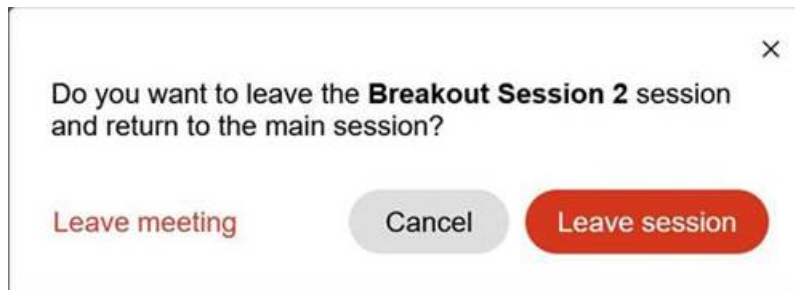 Do you want to leave the Breakout Session 2 session
and return to the main session?
Leave meeting Cancel Leave session